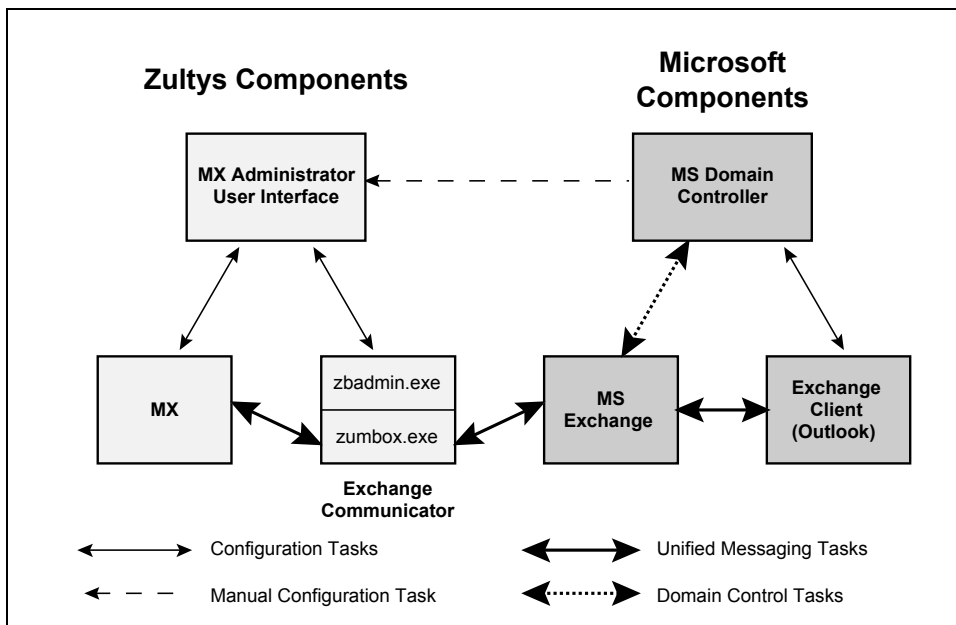 Zultys Components
Microsoft
Components
MX Administrator
User Interface
MS Domain
Controller
MX
zbadmin.exe
zumbox.exe
Exchange
Communicator
MS
Exchange
Exchange
Client
(Outlook)
Configuration Tasks
Unified Messaging Tasks
Manual Configuration Task
Domain Control Tasks